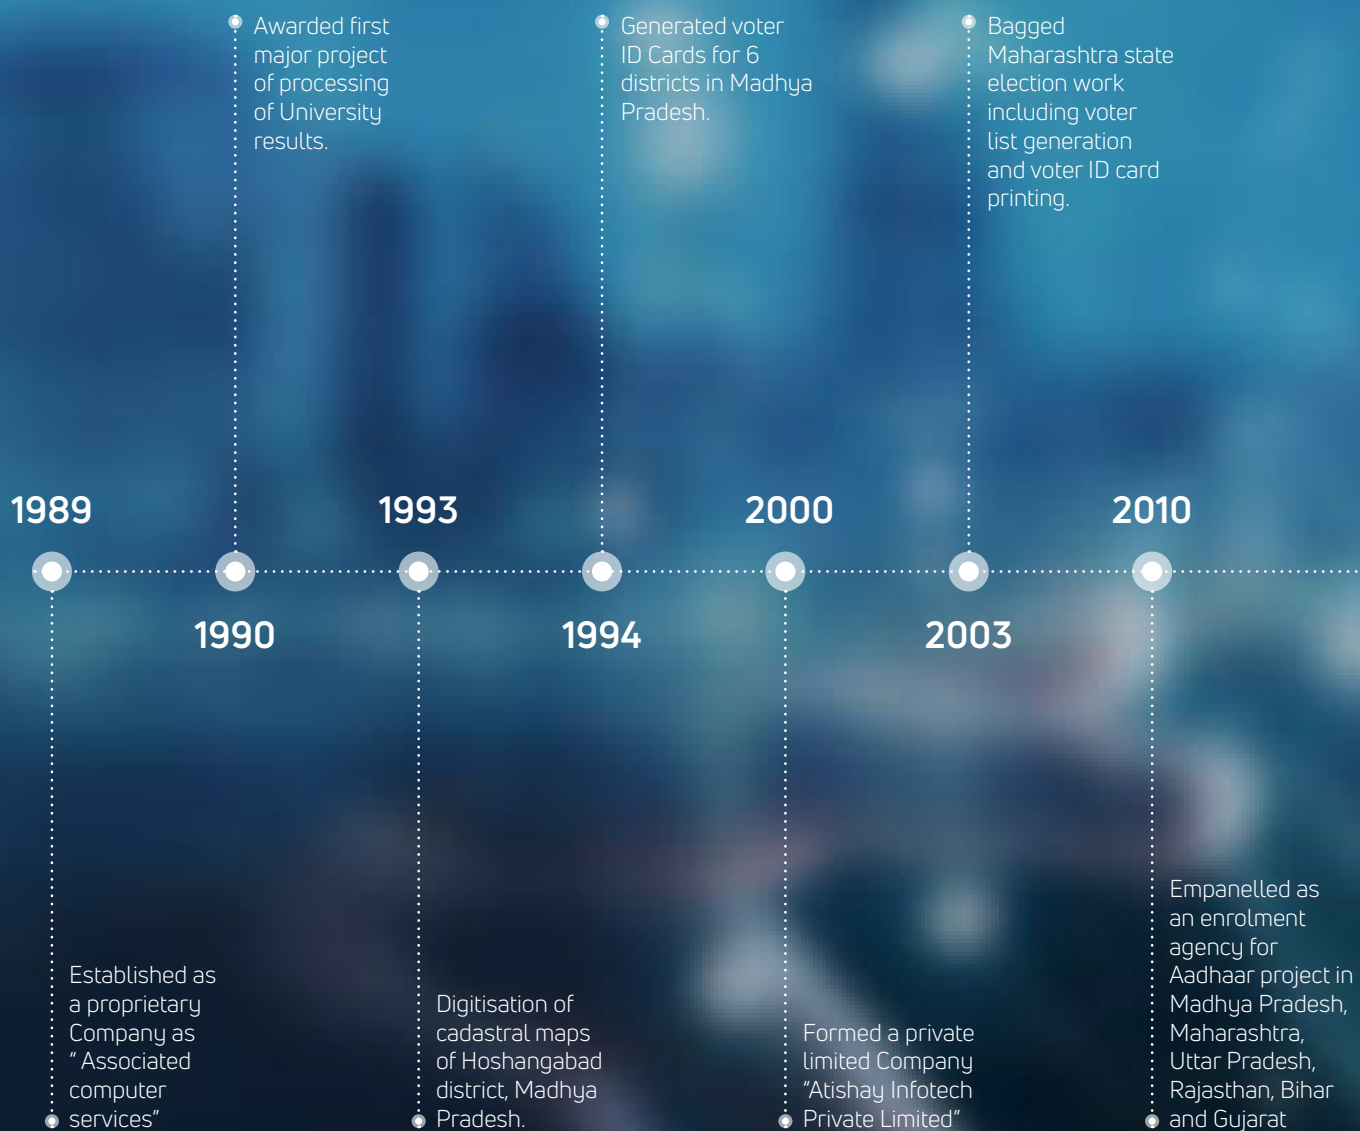 Awarded first
major project
of processing
of University
results.
Generated voter
ID Cards for 6
districts in Madhya
Pradesh.
Bagged
Maharashtra state
election work
including voter
list generation
and voter ID card
printing.
1989
1993
2000
2010
1990
1994
2003
Established as
a proprietary
Company as
“ Associated
computer
services”
Digitisation of
cadastral maps
of Hoshangabad
district, Madhya
Pradesh.
Formed a private
limited Company
“Atishay Infotech
Private Limited”
Empanelled as
an enrolment
agency for
Aadhaar project in
Madhya Pradesh,
Maharashtra,
Uttar Pradesh,
Rajasthan, Bihar
and Gujarat